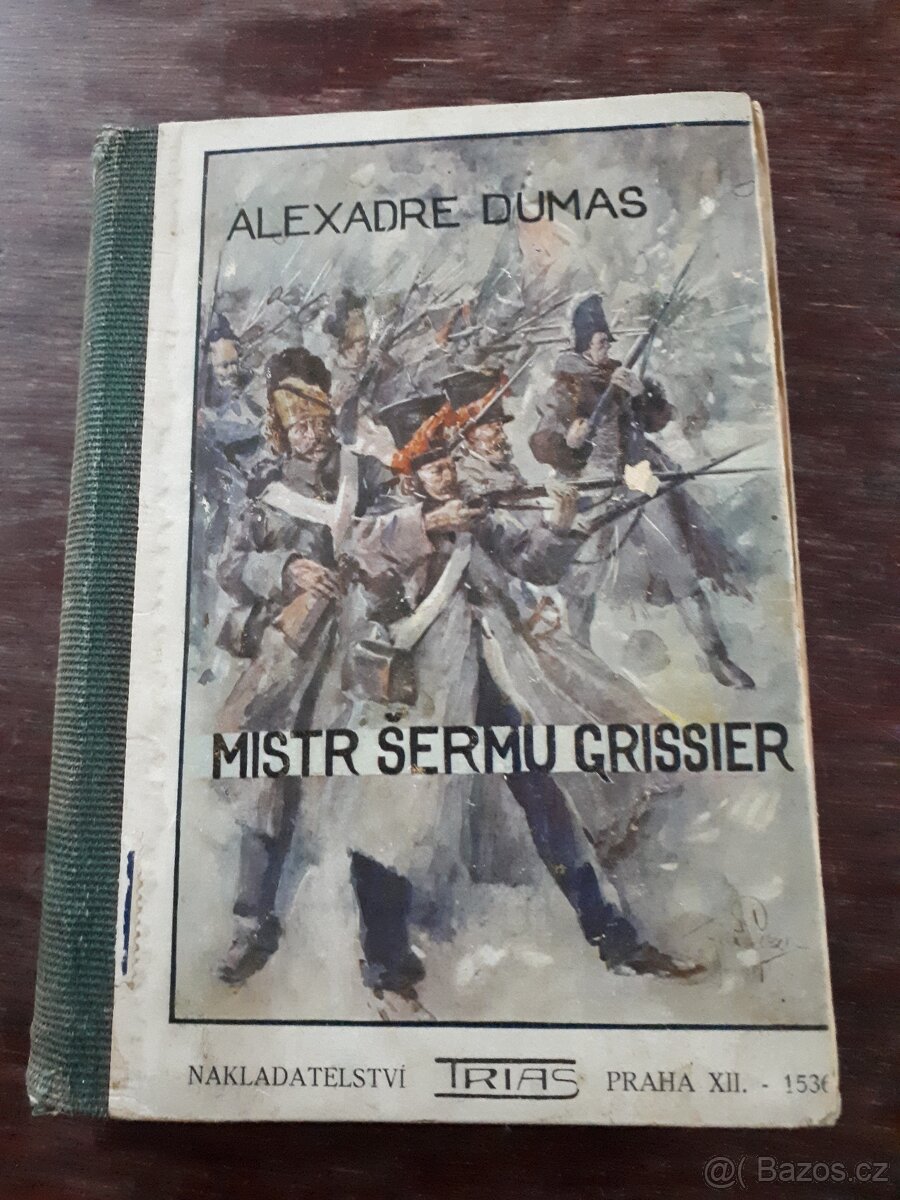 ALEXADRE DUMAS
MISTR ŠERMU GRISSIER
NAKLADATELSTVÍ TRIAS PRAHA XII. - 1536
@( Bazos.cz